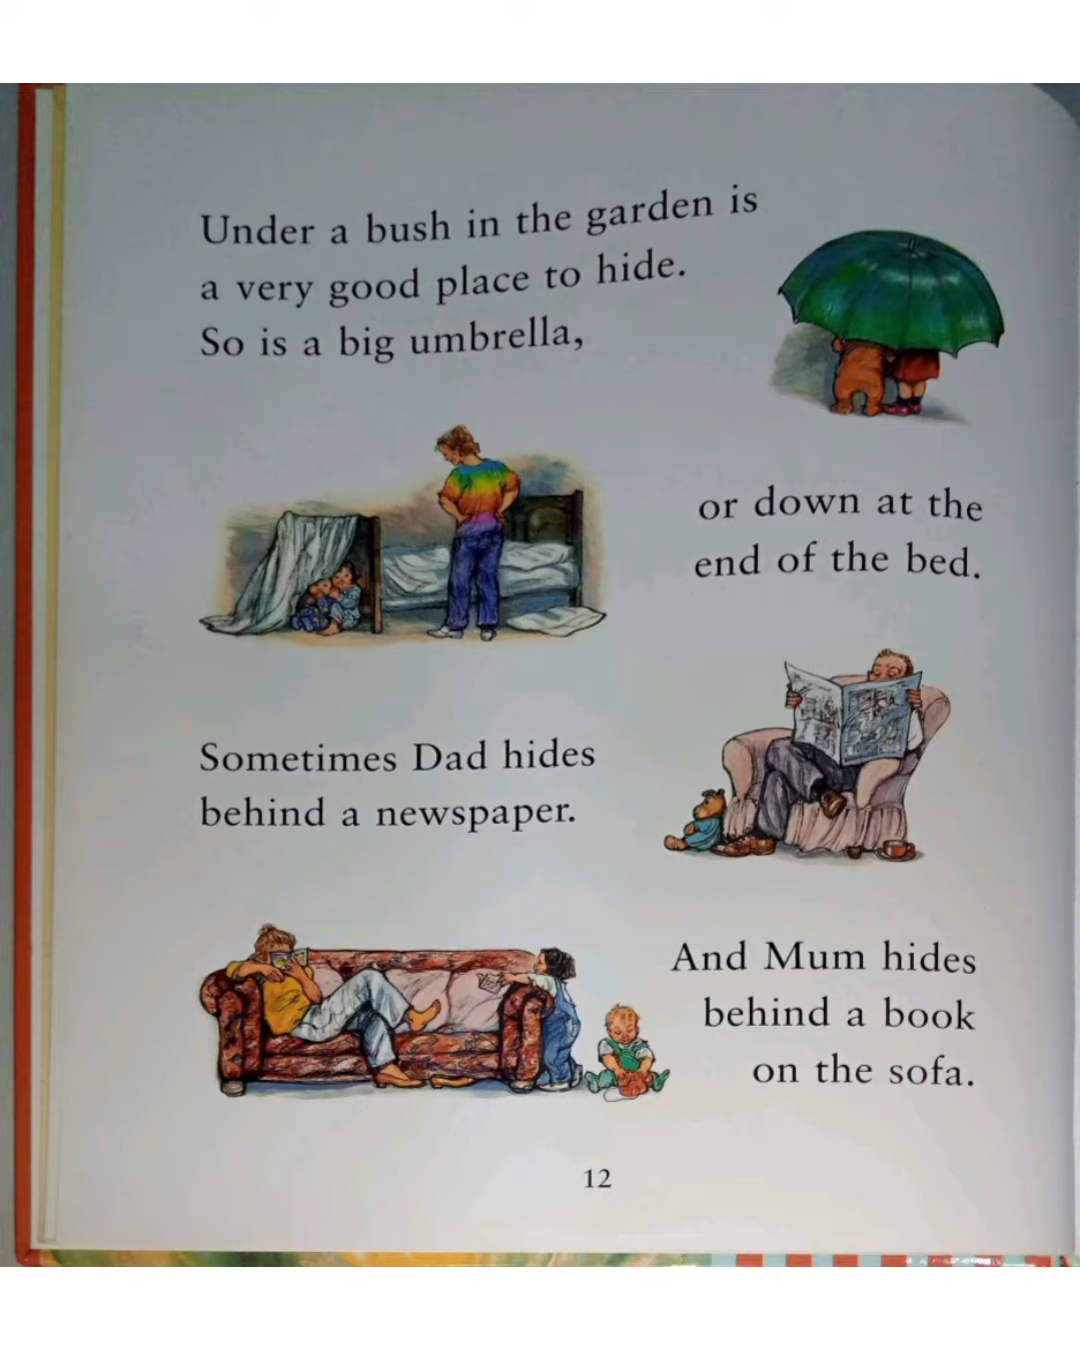 Under a bush in the garden is
a very good place to hide.
So is a big umbrella,
or down at the
end of the bed.
Sometimes Dad hides
behind a newspaper.
And Mum hides
behind a book
on the sofa.
12